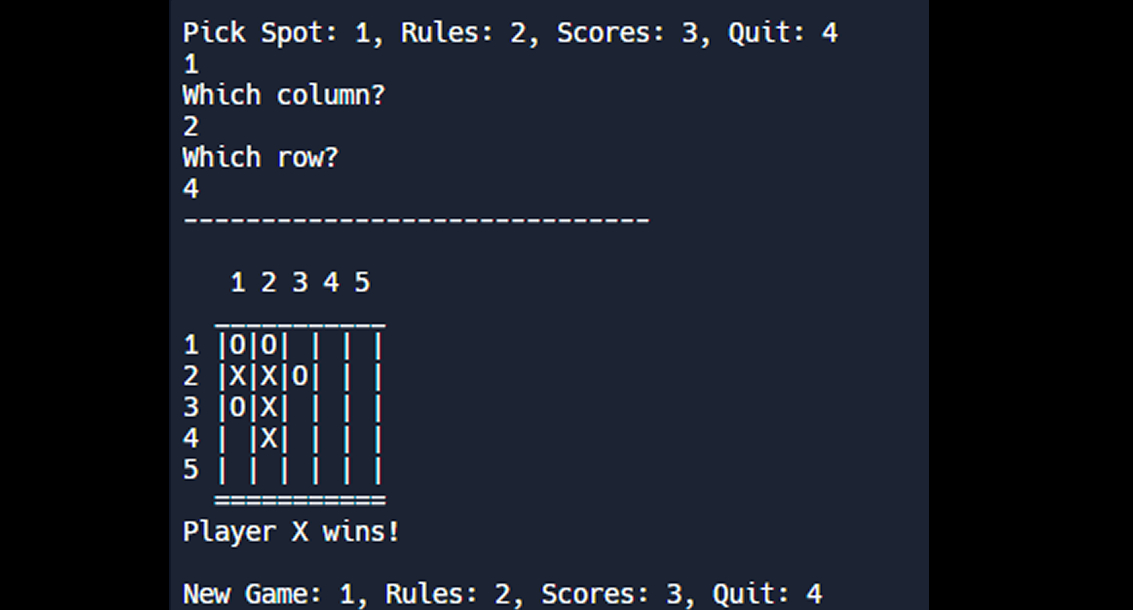 Pick Spot: 1, Rules: 2, Scores: 3, Quit: 4
1
Which column?
2
Which row?
4
------------------------------
   1 2 3 4 5
  ___________
1 |O|O| | | |
2 |X|X|O| | |
3 |O|X| | | |
4 | |X| | | |
5 | | | | | |
  ===========
Player X wins!
New Game: 1, Rules: 2, Scores: 3, Quit: 4